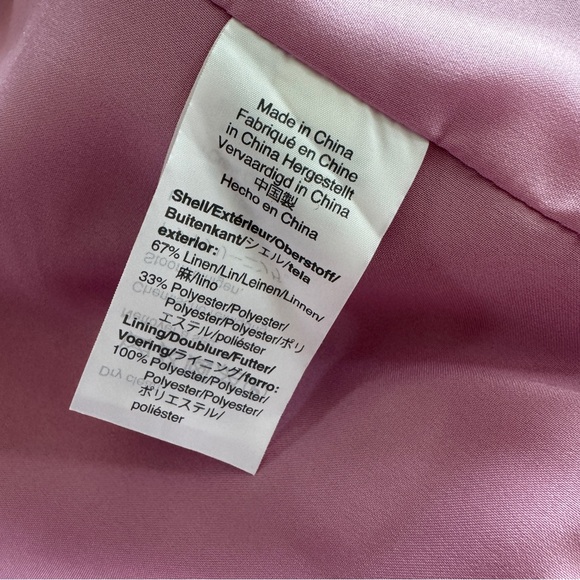 Made in China
Fabriqué en Chine
in China Hergestellt
Vervaardigd in China
中国製
Hecho en China
Shell/Extérieur/Oberstoff/
Buitenkant/シェル/tela
exterior:
67% Linen/Lin/Leinen/Linnen/
麻/lino
33% Polyester/Polyester/
Polyester/Polyester/ポリ
エステル/poliéster
Lining/Doublure/Futter/
Voering/ライニング/forro:
100% Polyester/Polyester/
Polyester/Polyester/
ポリエステル/
poliéster